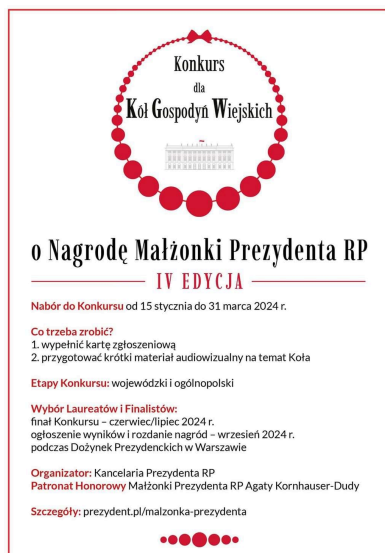 Konkurs
dla
Kół Gospodyń Wiejskich
o Nagrodę Małżonki Prezydenta RP
IV EDYCJA
Nabór do Konkursu od 15 stycznia do 31 marca 2024 r.
Co trzeba zrobić?
1. wypełnić kartę zgłoszeniową
2. przygotować krótki materiał audiowizualny na temat Koła
Etapy Konkursu: wojewódzki i ogólnopolski
Wybór Laureatów i Finalistów:
finał Konkursu – czerwiec/lipiec 2024 r.
ogłoszenie wyników i rozdanie nagród – wrzesień 2024 r.
podczas Dożynek Prezydenckich w Warszawie
Organizator: Kancelaria Prezydenta RP
Patronat Honorowy Małżonki Prezydenta RP Agaty Kornhauser-Dudy
Szczegóły: prezydent.pl/malzonka-prezydenta